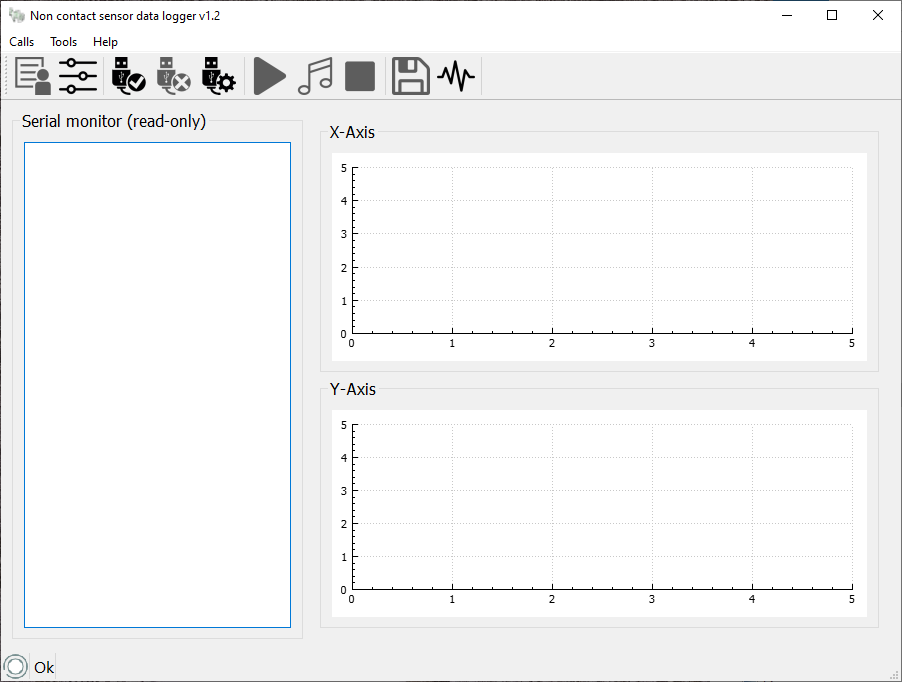 Non contact sensor data logger v1.2
Calls Tools Help
Serial monitor (read-only)
X-Axis
5
4
3
2
1
0
0 1 2 3 4 5
Y-Axis
5
4
3
2
1
0
0 1 2 3 4 5
Ok